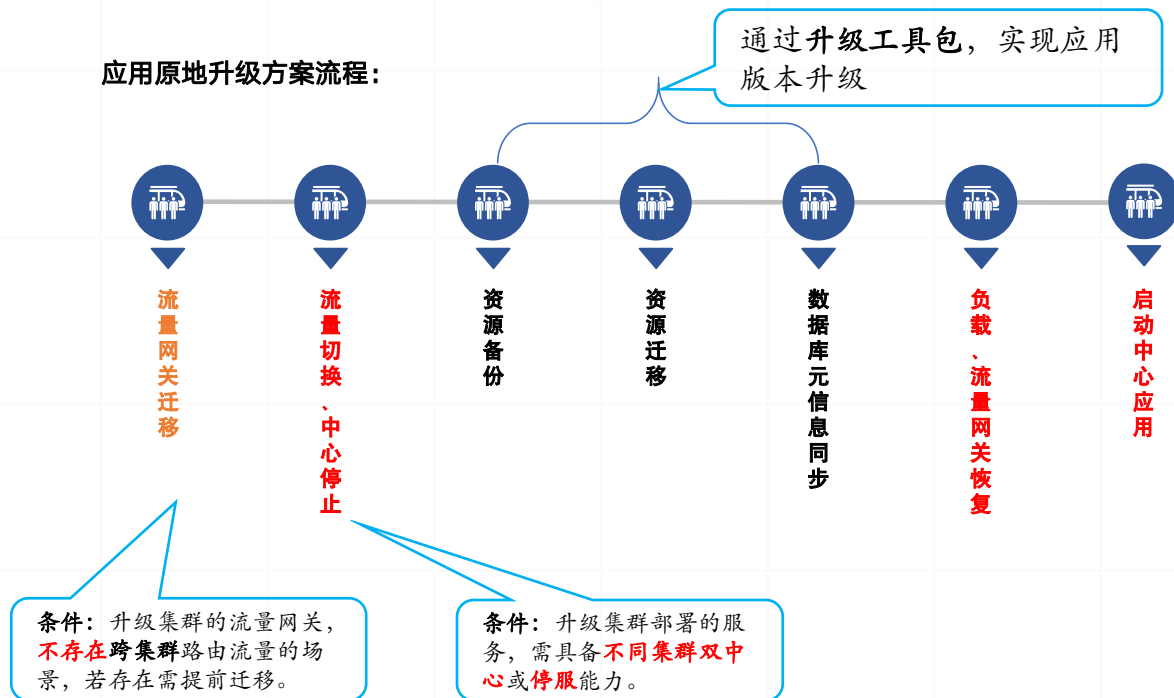 通过升级工具包，实现应用
版本升级
应用原地升级方案流程：
流量网关迁移
流量切换、中心停止
资源备份
资源迁移
数据库元信息同步
负载、流量网关恢复
启动中心应用
条件：升级集群的流量网关，
不存在跨集群路由流量的场
景，若存在需提前迁移。
条件：升级集群部署的服
务，需具备不同集群双中
心或停服能力。